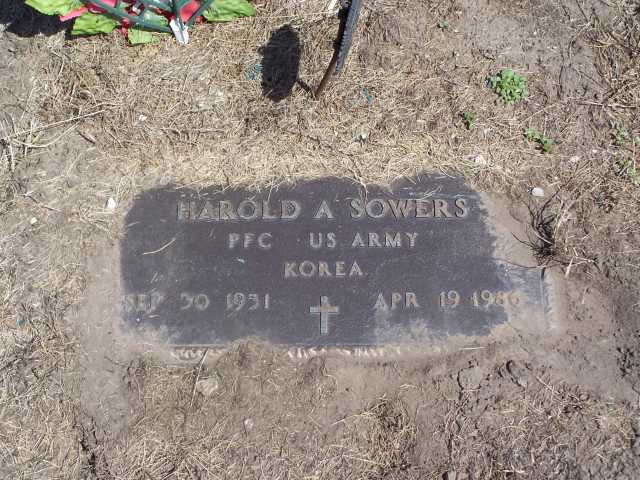 HAROLD A SOWERS
PFC US ARMY
KOREA
SEP 30 1931 APR 19 1986